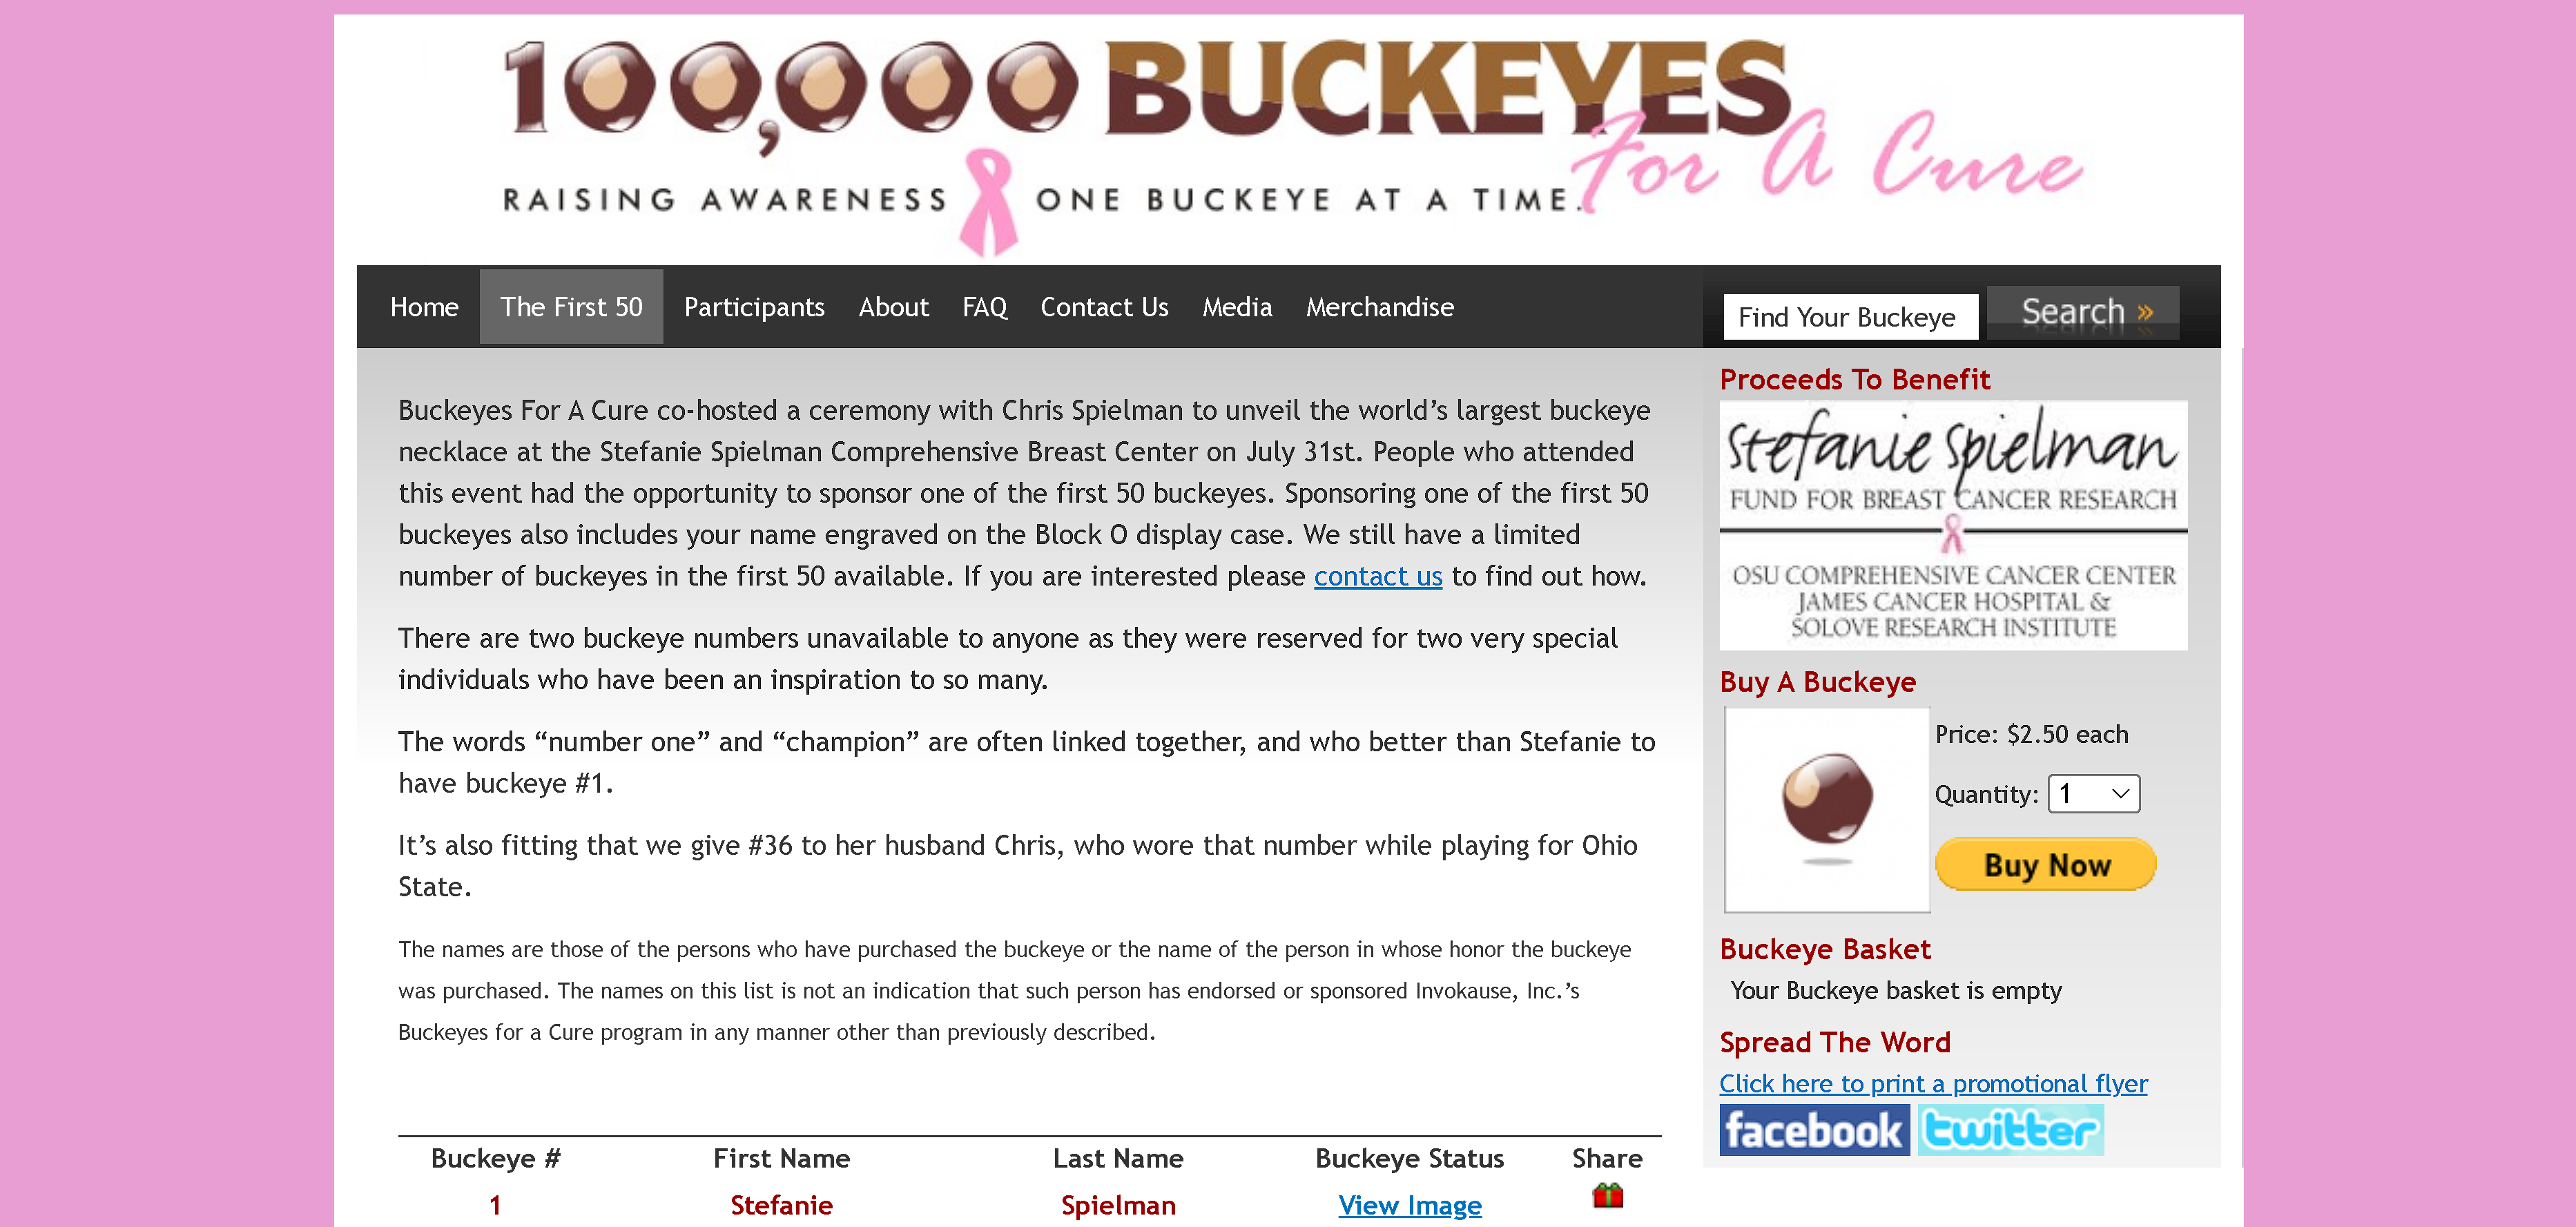 100,000 BUCKEYES
For A Cure
RAISING AWARENESS ONE BUCKEYE AT A TIME.
Home The First 50 Participants About FAQ Contact Us Media Merchandise
Find Your Buckeye Search »
Buckeyes For A Cure co-hosted a ceremony with Chris Spielman to unveil the world’s largest buckeye
necklace at the Stefanie Spielman Comprehensive Breast Center on July 31st. People who attended
this event had the opportunity to sponsor one of the first 50 buckeyes. Sponsoring one of the first 50
buckeyes also includes your name engraved on the Block O display case. We still have a limited
number of buckeyes in the first 50 available. If you are interested please contact us to find out how.
There are two buckeye numbers unavailable to anyone as they were reserved for two very special
individuals who have been an inspiration to so many.
The words “number one” and “champion” are often linked together, and who better than Stefanie to
have buckeye #1.
It’s also fitting that we give #36 to her husband Chris, who wore that number while playing for Ohio
State.
The names are those of the persons who have purchased the buckeye or the name of the person in whose honor the buckeye
was purchased. The names on this list is not an indication that such person has endorsed or sponsored Invokause, Inc.’s
Buckeyes for a Cure program in any manner other than previously described.
Buckeye # First Name Last Name Buckeye Status Share
1 Stefanie Spielman View Image
Proceeds To Benefit
stefanie spielman
FUND FOR BREAST CANCER RESEARCH
OSU COMPREHENSIVE CANCER CENTER
JAMES CANCER HOSPITAL &
SOLOVE RESEARCH INSTITUTE
Buy A Buckeye
Price: $2.50 each
Quantity: 1
Buy Now
Buckeye Basket
Your Buckeye basket is empty
Spread The Word
Click here to print a promotional flyer
facebook twitter